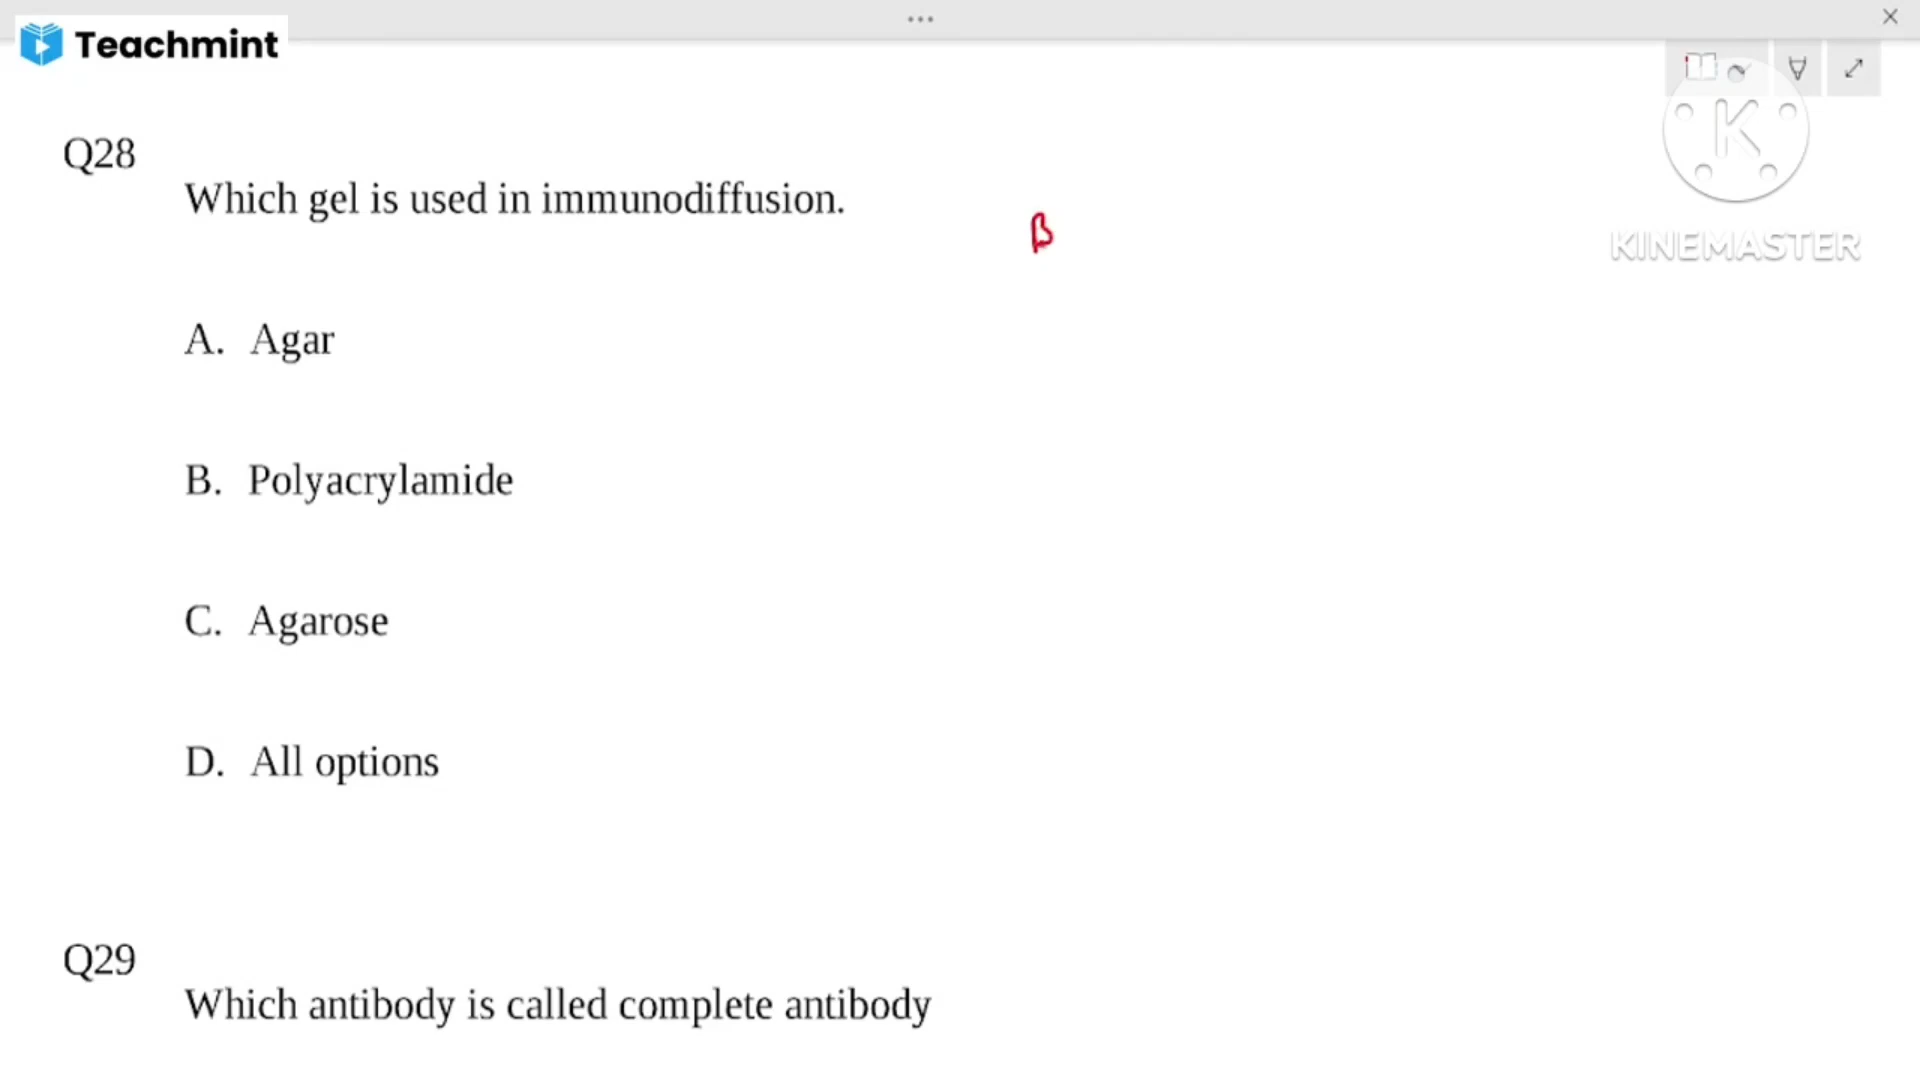 Teachmint
Q28
Which gel is used in immunodiffusion.
B
K
KINEMASTER
A. Agar
B. Polyacrylamide
C. Agarose
D. All options
Q29
Which antibody is called complete antibody